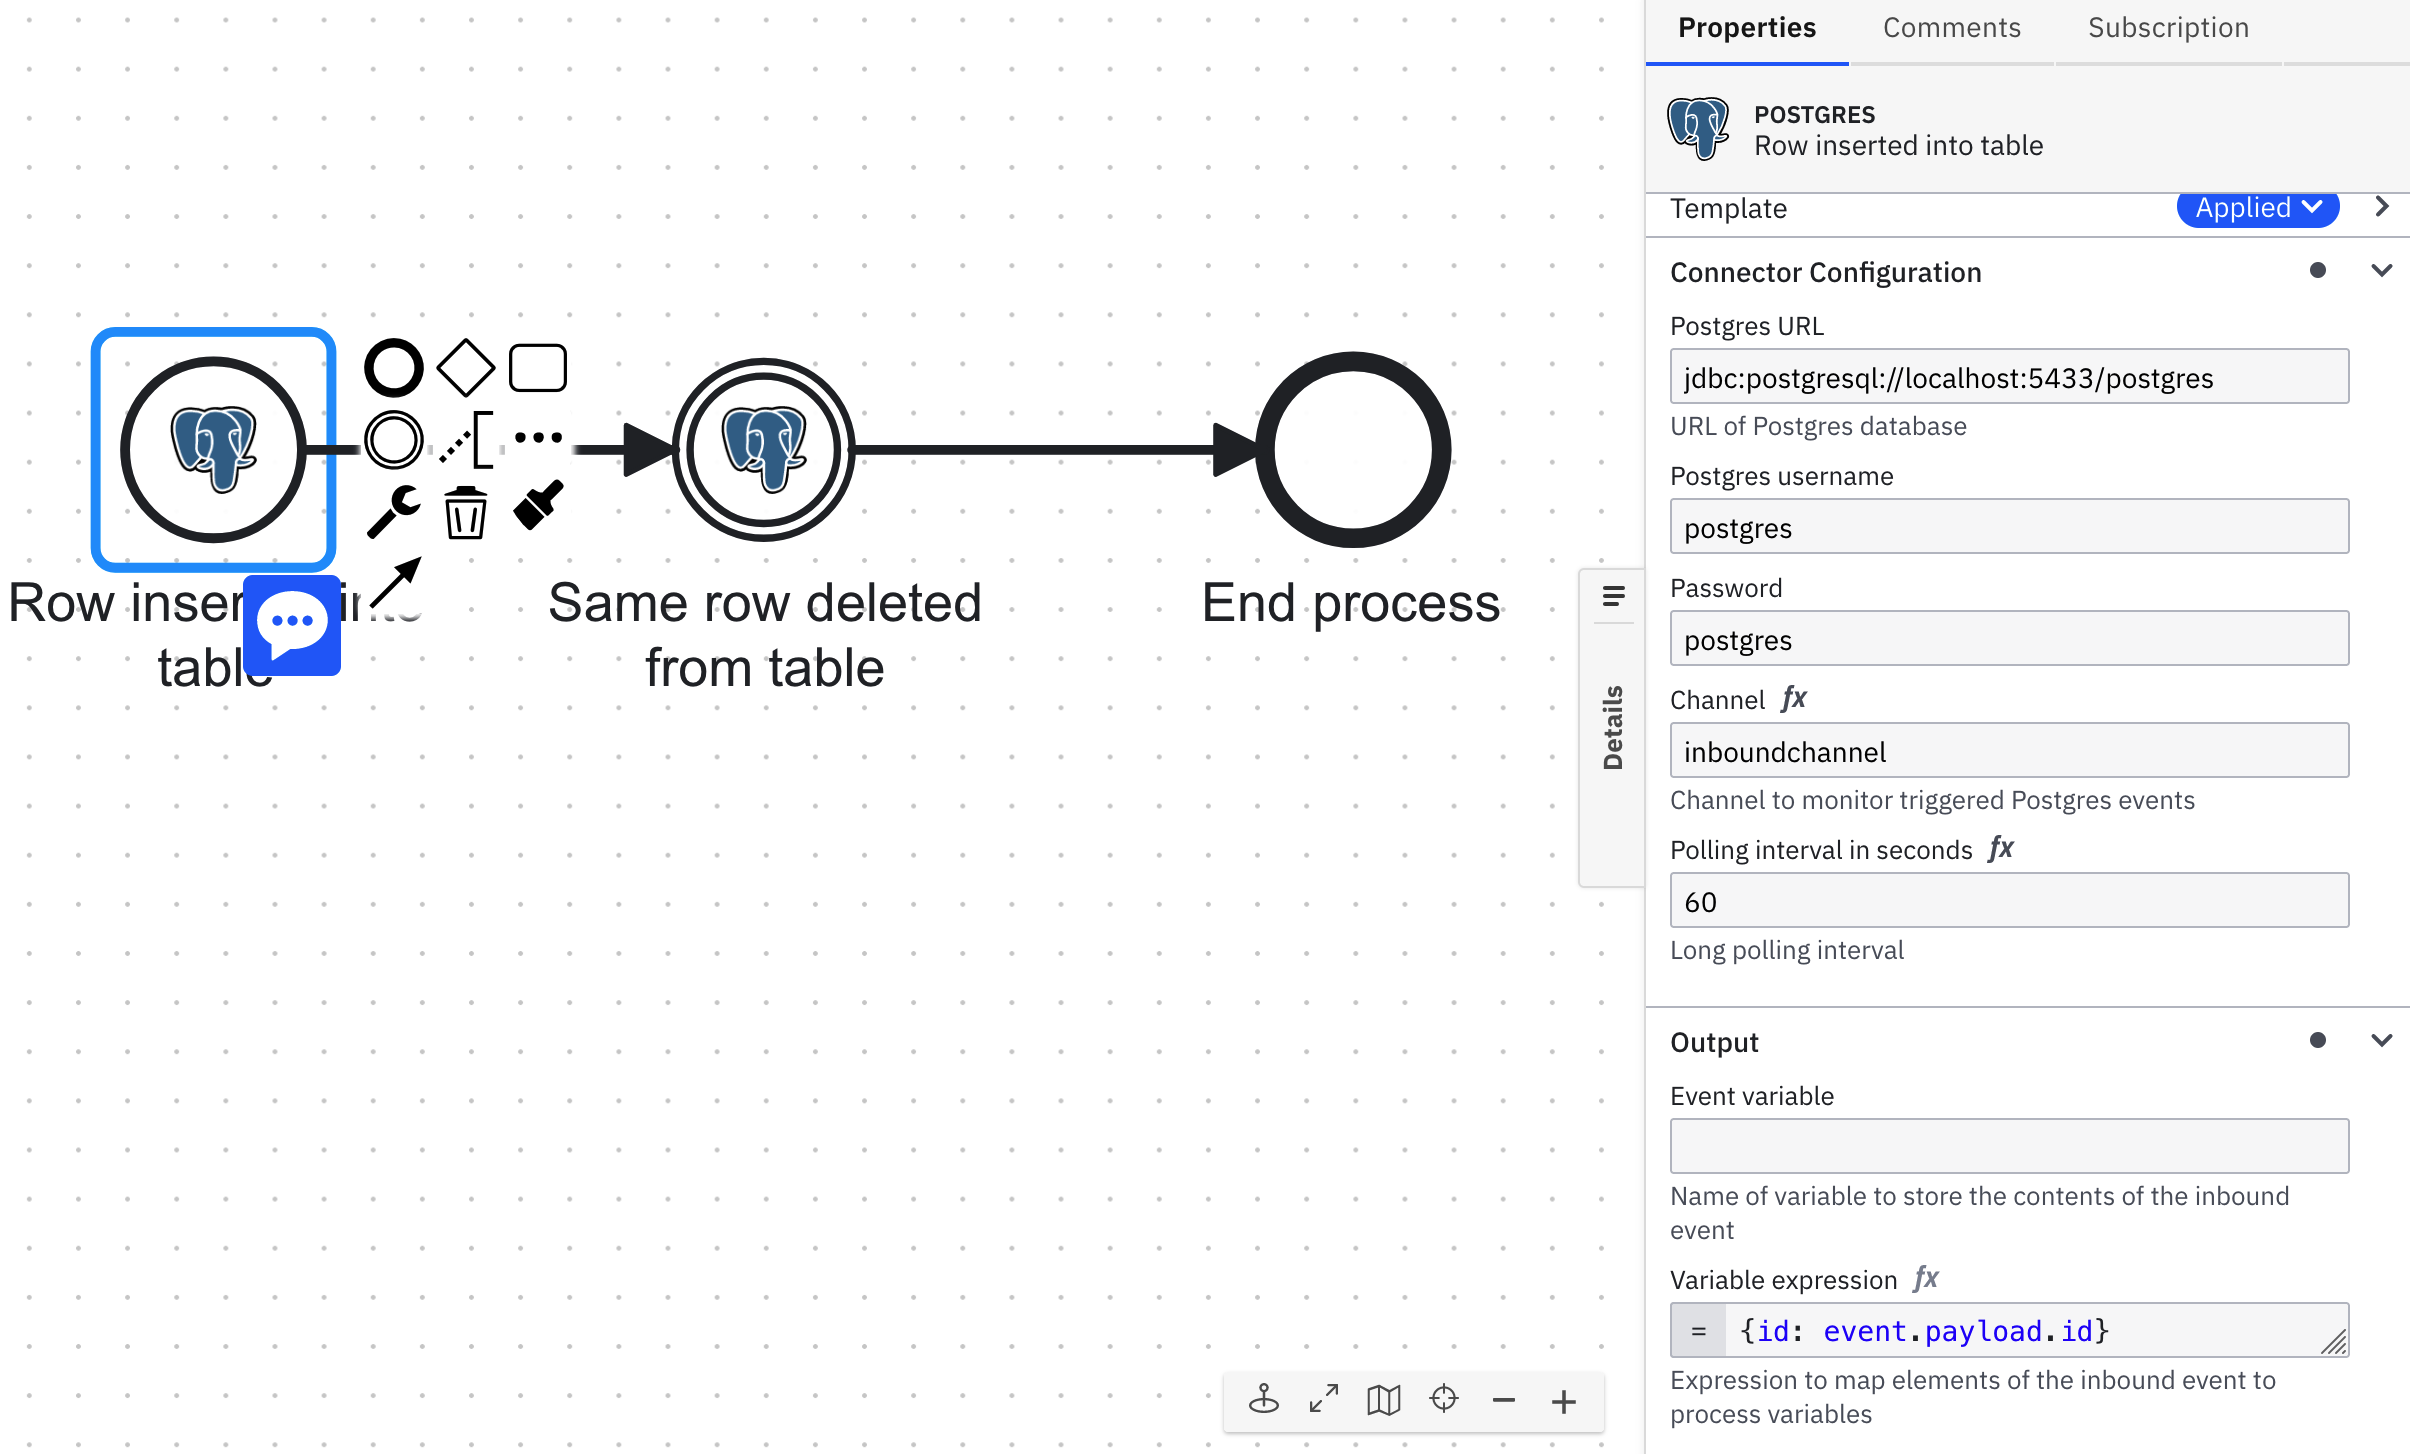 Properties
Comments
Subscription
POSTGRES
Row inserted into table
Template
Applied
Connector Configuration
Postgres URL
jdbc:postgresql://localhost:5433/postgres
URL of Postgres database
Postgres username
postgres
Password
postgres
Channel fx
inboundchannel
Channel to monitor triggered Postgres events
Polling interval in seconds fx
60
Long polling interval
Output
Event variable
Name of variable to store the contents of the inbound
event
Variable expression fx
= {id: event.payload.id}
Expression to map elements of the inbound event to
process variables
Details
Row inser into
table
Same row deleted
from table
End process